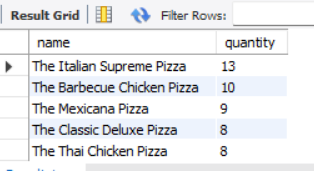 Result Grid Filter Rows:
name quantity
The Italian Supreme Pizza 13
The Barbecue Chicken Pizza 10
The Mexicana Pizza 9
The Classic Deluxe Pizza 8
The Thai Chicken Pizza 8